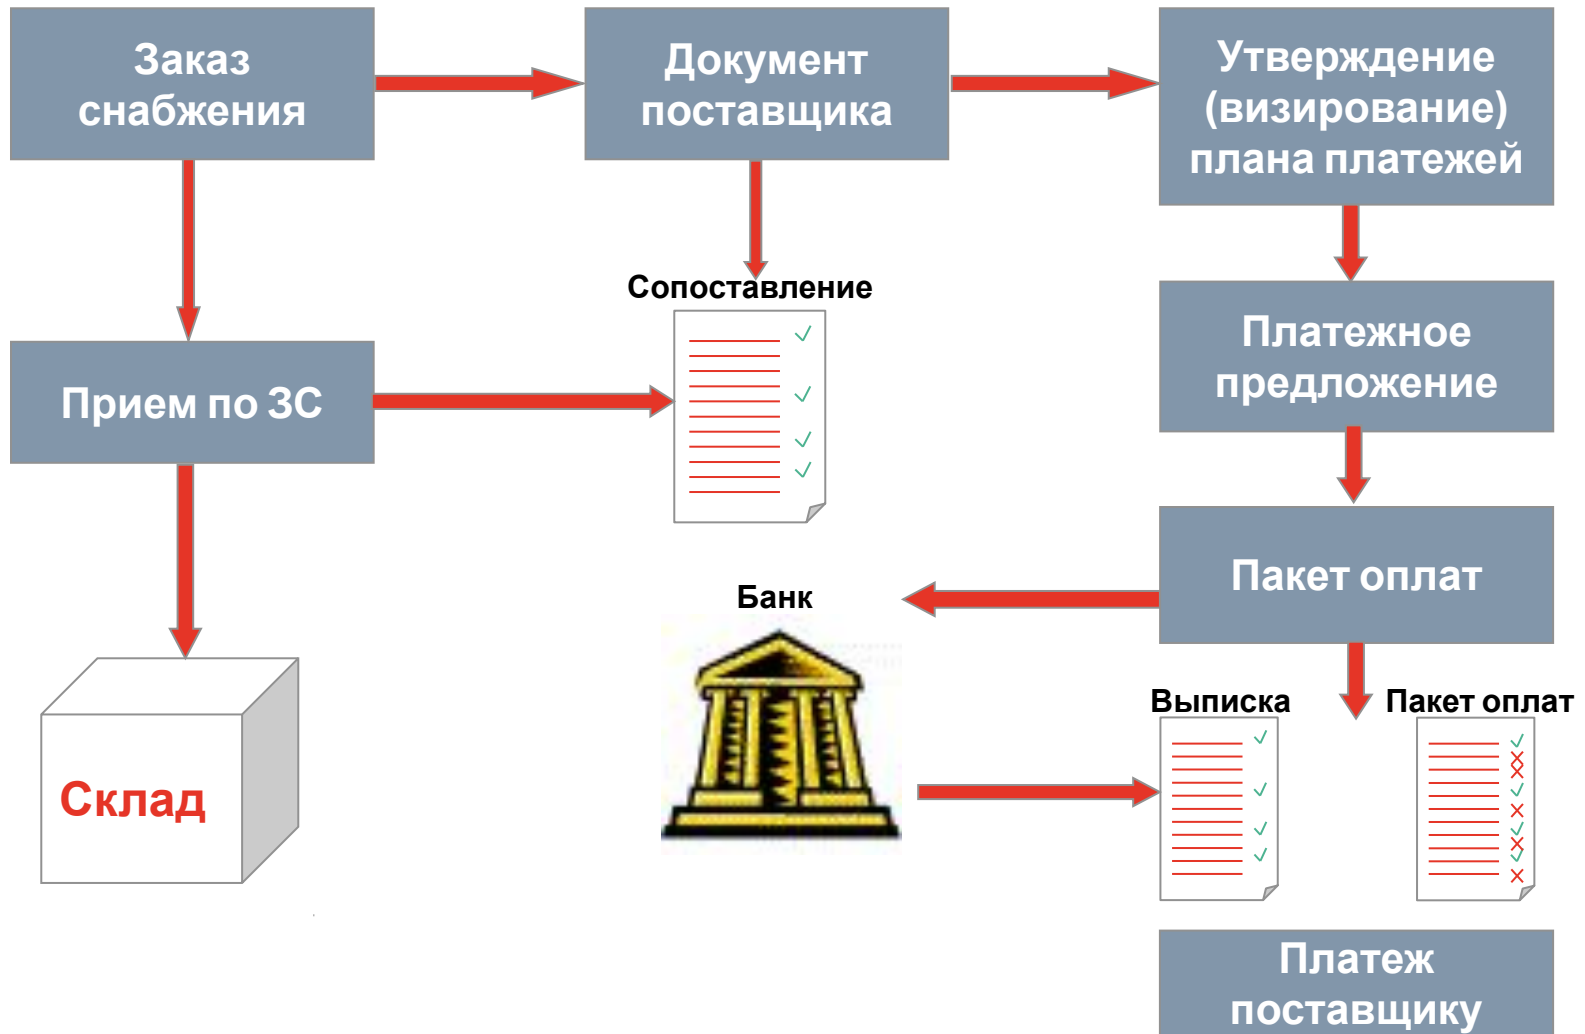 Заказ
снабжения
Документ
поставщика
Утверждение
(визирование)
плана платежей
Сопоставление
Платежное
предложение
Прием по ЗС
Пакет оплат
Банк
Выписка
Пакет оплат
Склад
Платеж
поставщику